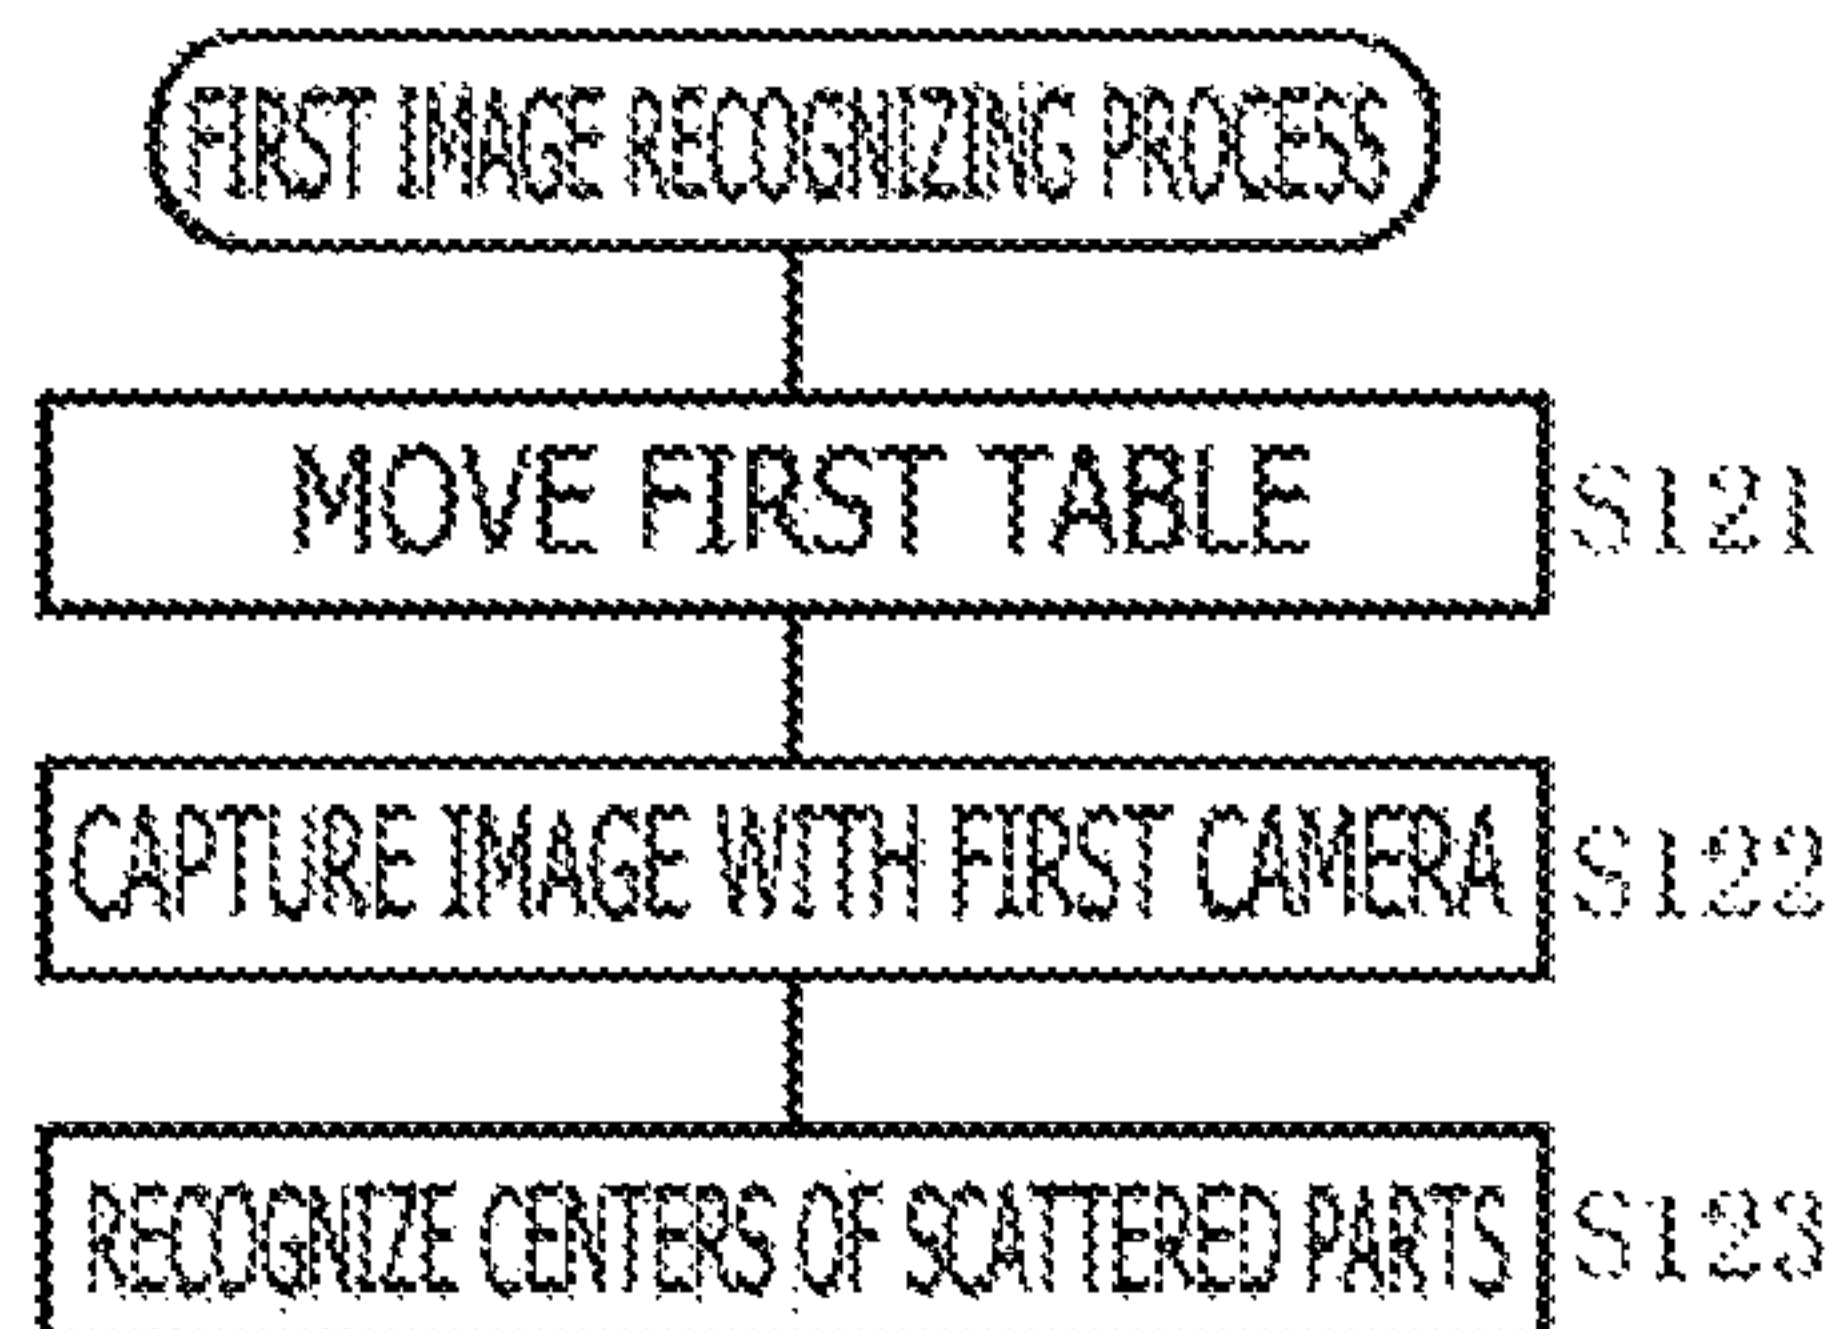 FIRST IMAGE RECOGNIZING PROCESS
MOVE FIRST TABLE S121
CAPTURE IMAGE WITH FIRST CAMERA S122
RECOGNIZE CENTERS OF SCATTERED PARTS S123